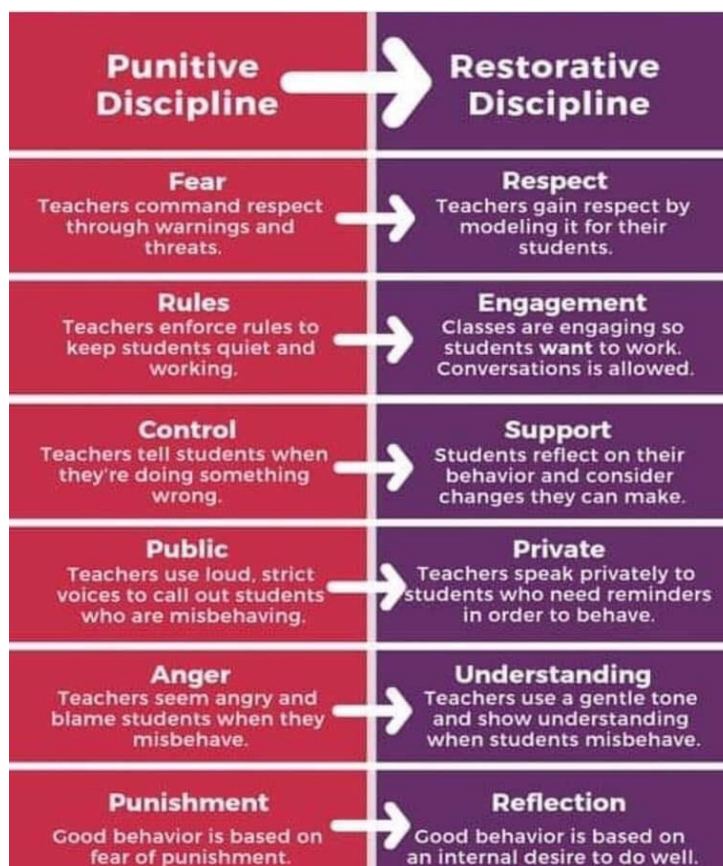 Punitive
Discipline
Restorative
Discipline
Fear
Teachers command respect
through warnings and
threats.
Respect
Teachers gain respect by
modeling it for their
students.
Rules
Teachers enforce rules to
keep students quiet and
working.
Engagement
Classes are engaging so
students want to work.
Conversations is allowed.
Control
Teachers tell students when
they're doing something
wrong.
Support
Students reflect on their
behavior and consider
changes they can make.
Public
Teachers use loud, strict
voices to call out students
who are misbehaving.
Private
Teachers speak privately to
students who need reminders
in order to behave.
Anger
Teachers seem angry and
blame students when they
misbehave.
Understanding
Teachers use a gentle tone
and show understanding
when students misbehave.
Punishment
Good behavior is based on
fear of punishment.
Reflection
Good behavior is based on
an internal desire to do well.